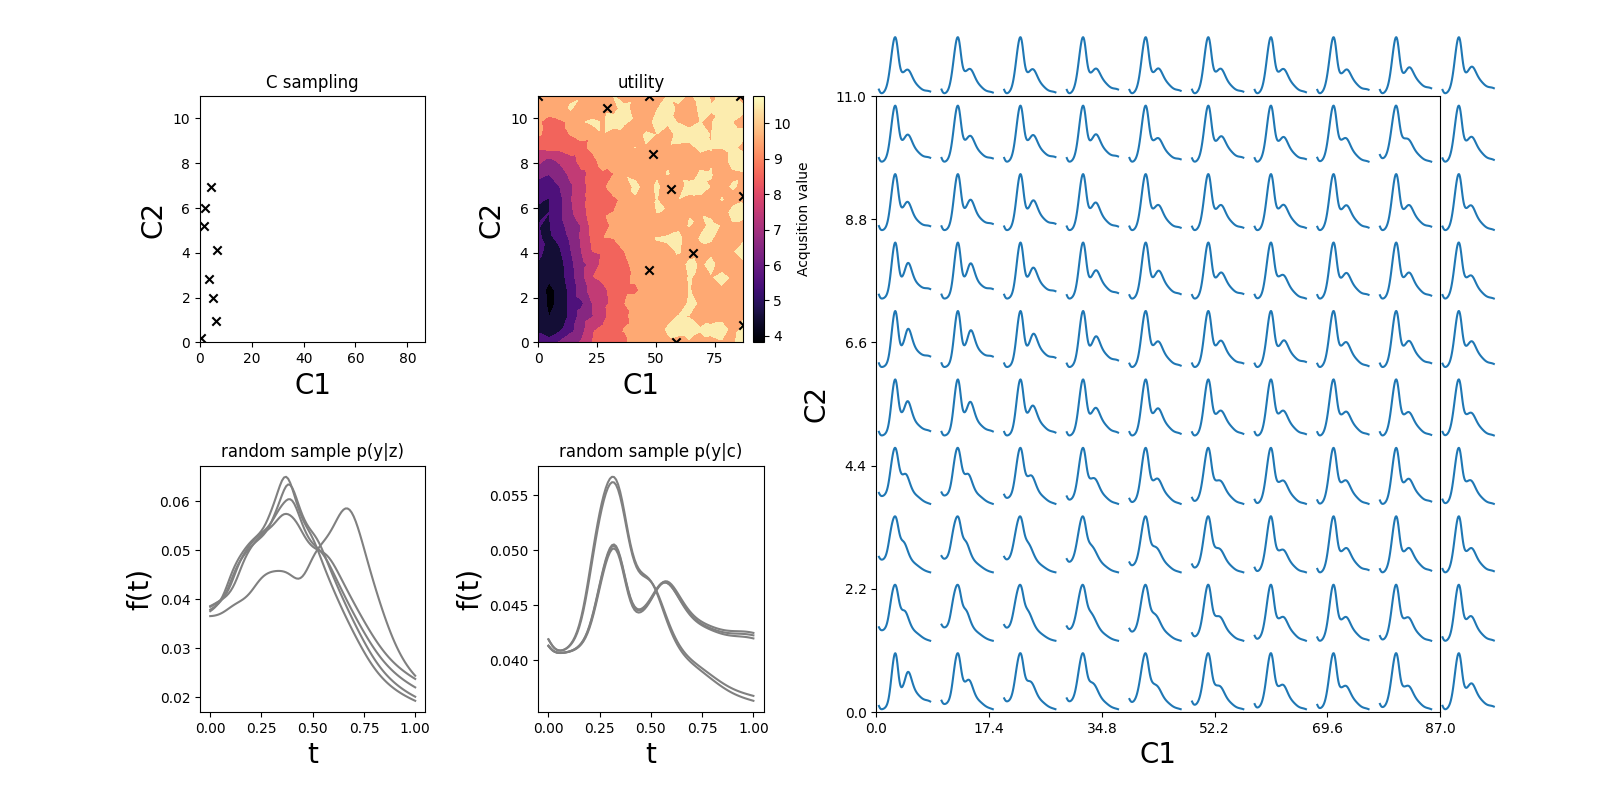 C sampling
10
8
6
4
2
0
0 20 40 60 80
C1
C2
utility
10
8
6
4
2
0
0 25 50 75
C1
C2
10
9
8
7
6
5
4
Acqusition value
random sample p(y|z)
0.06
0.05
0.04
0.03
0.02
0.00 0.25 0.50 0.75 1.00
t
f(t)
random sample p(y|c)
0.055
0.050
0.045
0.040
0.00 0.25 0.50 0.75 1.00
t
f(t)
11.0
8.8
6.6
4.4
2.2
0.0
0.0 17.4 34.8 52.2 69.6 87.0
C1
C2